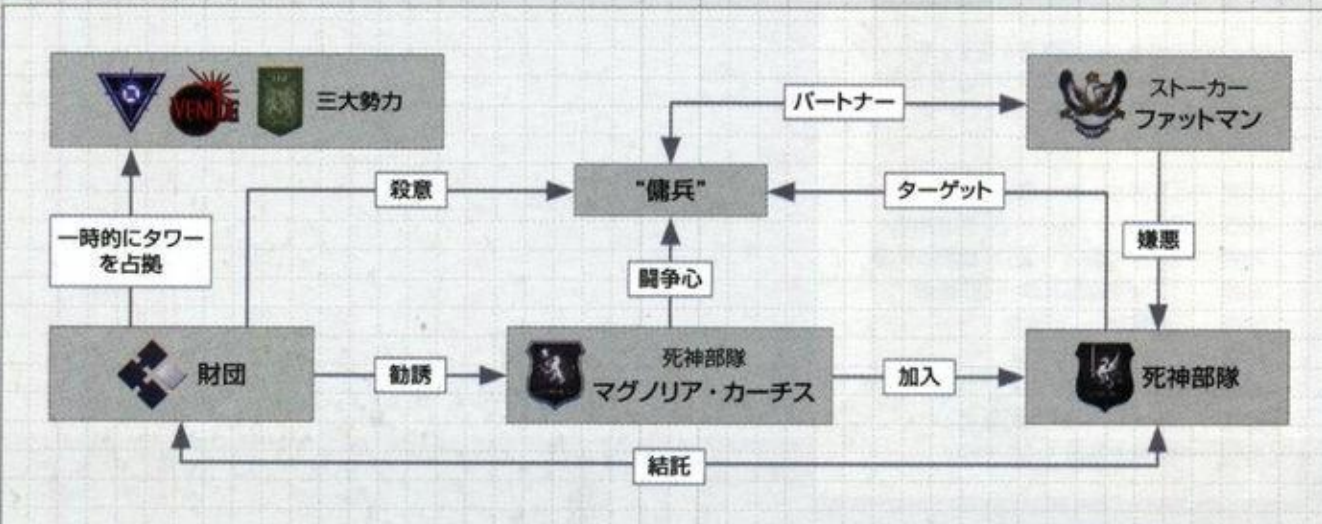 VENIDE
三大勢力
パートナー
ストーカー
ファットマン
殺意
"傭兵"
ターゲット
一時的にタワー
を占拠
闘争心
嫌悪
財団
勧誘
死神部隊
マグノリア・カーチス
加入
死神部隊
結託